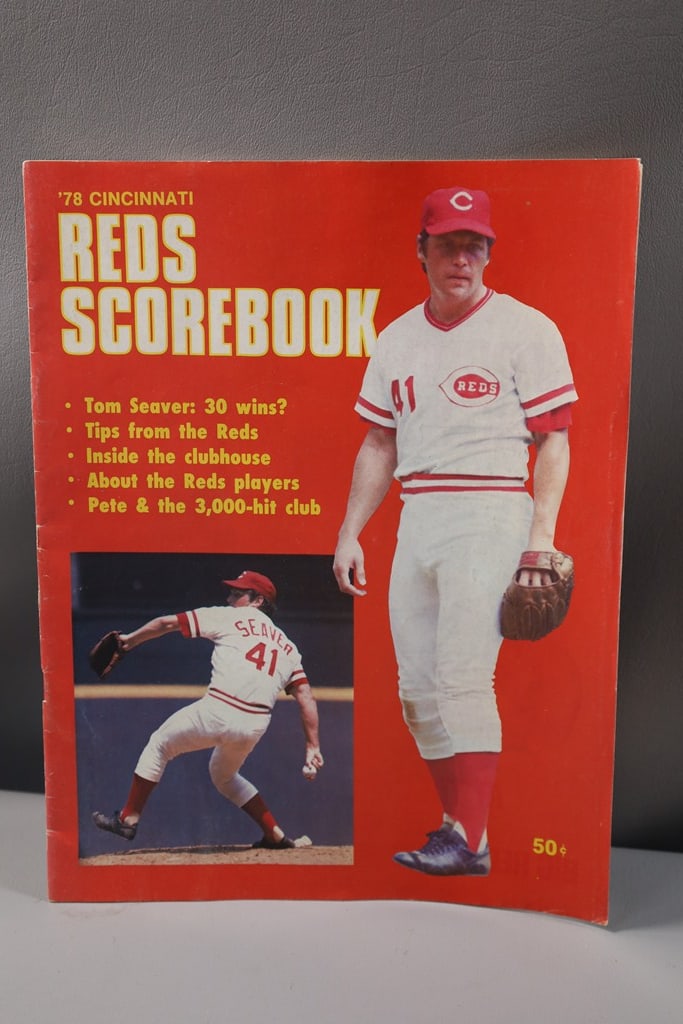 '78 CINCINNATI
REDS
SCOREBOOK
• Tom Seaver: 30 wins?
• Tips from the Reds
• Inside the clubhouse
• About the Reds players
• Pete & the 3,000-hit club
C
41
REDS
SEAVER
41
50¢